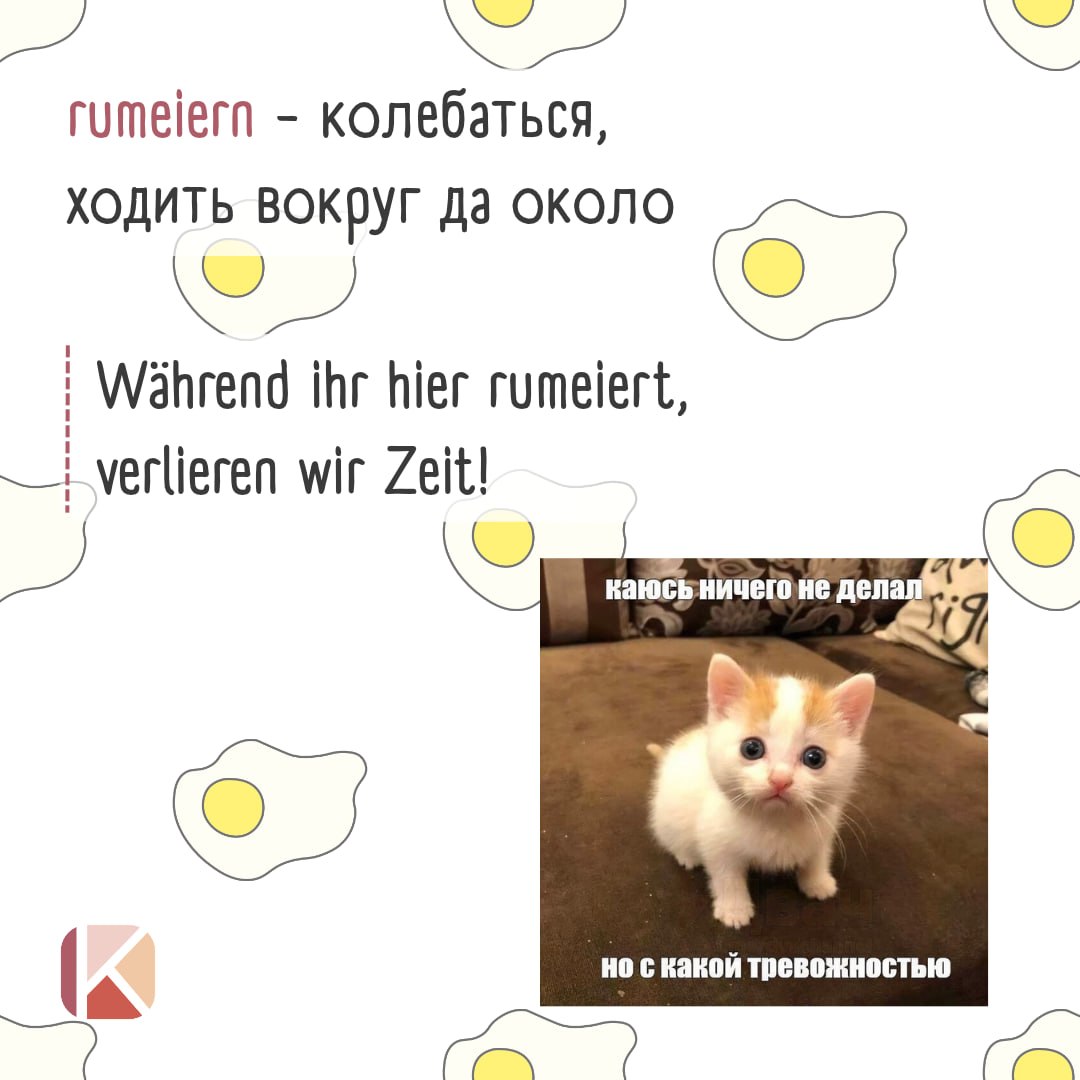 rumeiern – колебаться,
ходить вокруг да около
Während ihr hier rumeiert,
verlieren wir Zeit!
каюсь ничего не делал
но с какой тревожностью